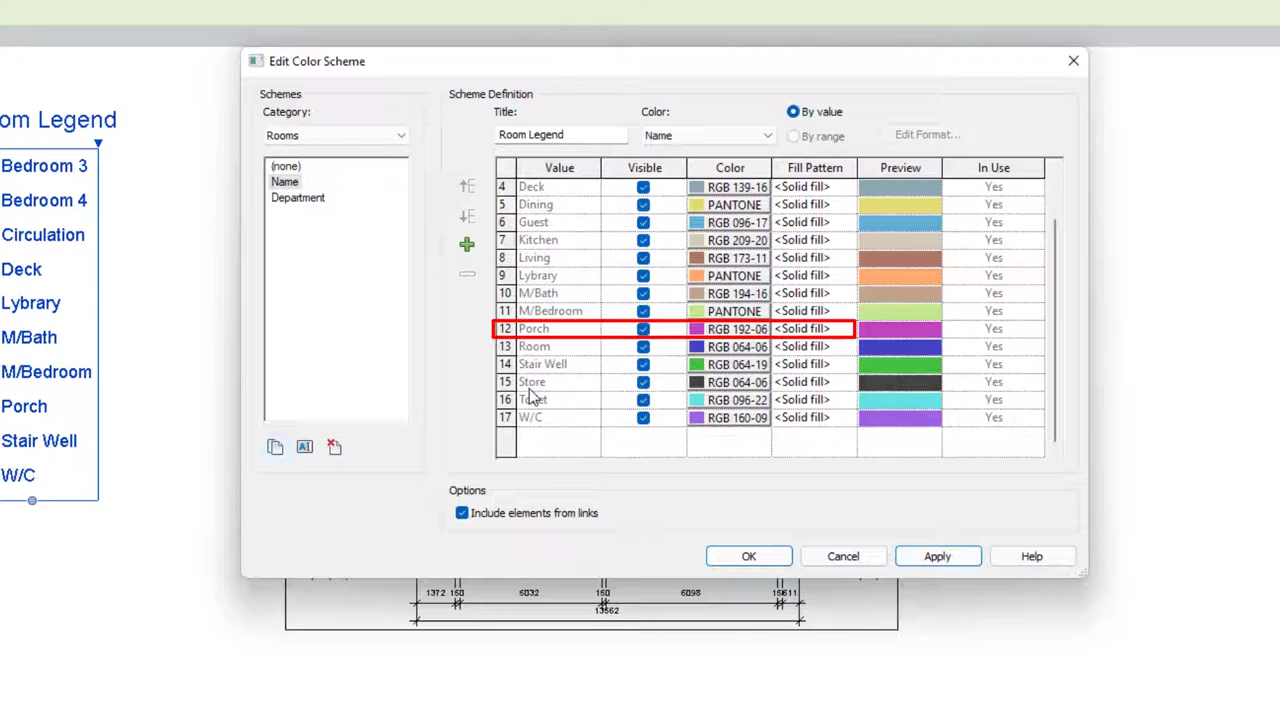 Edit Color Scheme
Schemes
Category:
Rooms
(none)
Name
Department
Scheme Definition
Title:
Room Legend
Color:
Name
By value
By range
Edit Format...
Value Visible Color Fill Pattern Preview In Use
4 Deck RGB 139-16 <Solid fill> Yes
5 Dining PANTONE <Solid fill> Yes
6 Guest RGB 096-17 <Solid fill> Yes
7 Kitchen RGB 209-20 <Solid fill> Yes
8 Living RGB 173-11 <Solid fill> Yes
9 Lybrary PANTONE <Solid fill> Yes
10 M/Bath RGB 194-16 <Solid fill> Yes
11 M/Bedroom PANTONE <Solid fill> Yes
12 Porch RGB 192-06 <Solid fill> Yes
13 Room RGB 064-06 <Solid fill> Yes
14 Stair Well RGB 064-19 <Solid fill> Yes
15 Store RGB 064-06 <Solid fill> Yes
16 RGB 096-22 <Solid fill> Yes
17 W/C RGB 160-09 <Solid fill> Yes
Options
Include elements from links
OK Cancel Apply Help
om Legend
Bedroom 3
Bedroom 4
Circulation
Deck
Lybrary
M/Bath
M/Bedroom
Porch
Stair Well
W/C
1372 150 6032 150 6098
13562